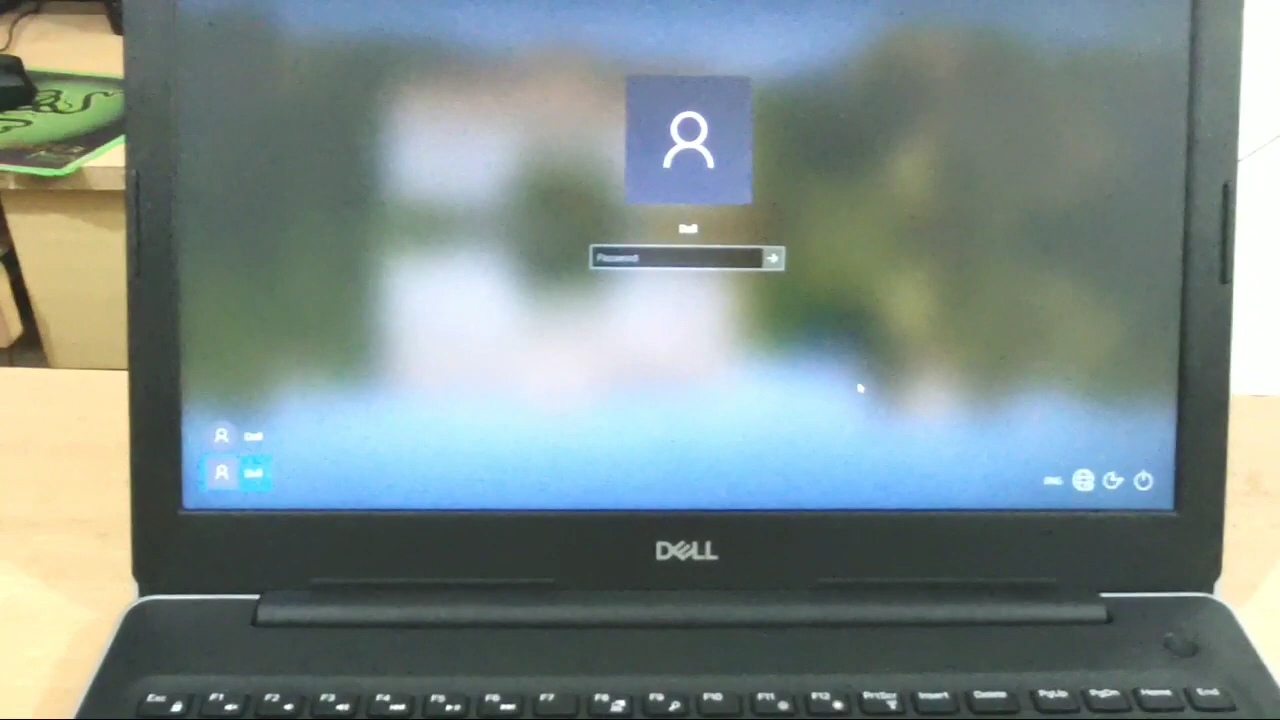 Dell
Password
Dell
Dell
ENG
DELL
Esc F1 F2 F3 F4 F5 F6 F7 F8 F9 F10 F11 F12 PrtScr Insert Delete PgUp PgDn Home End